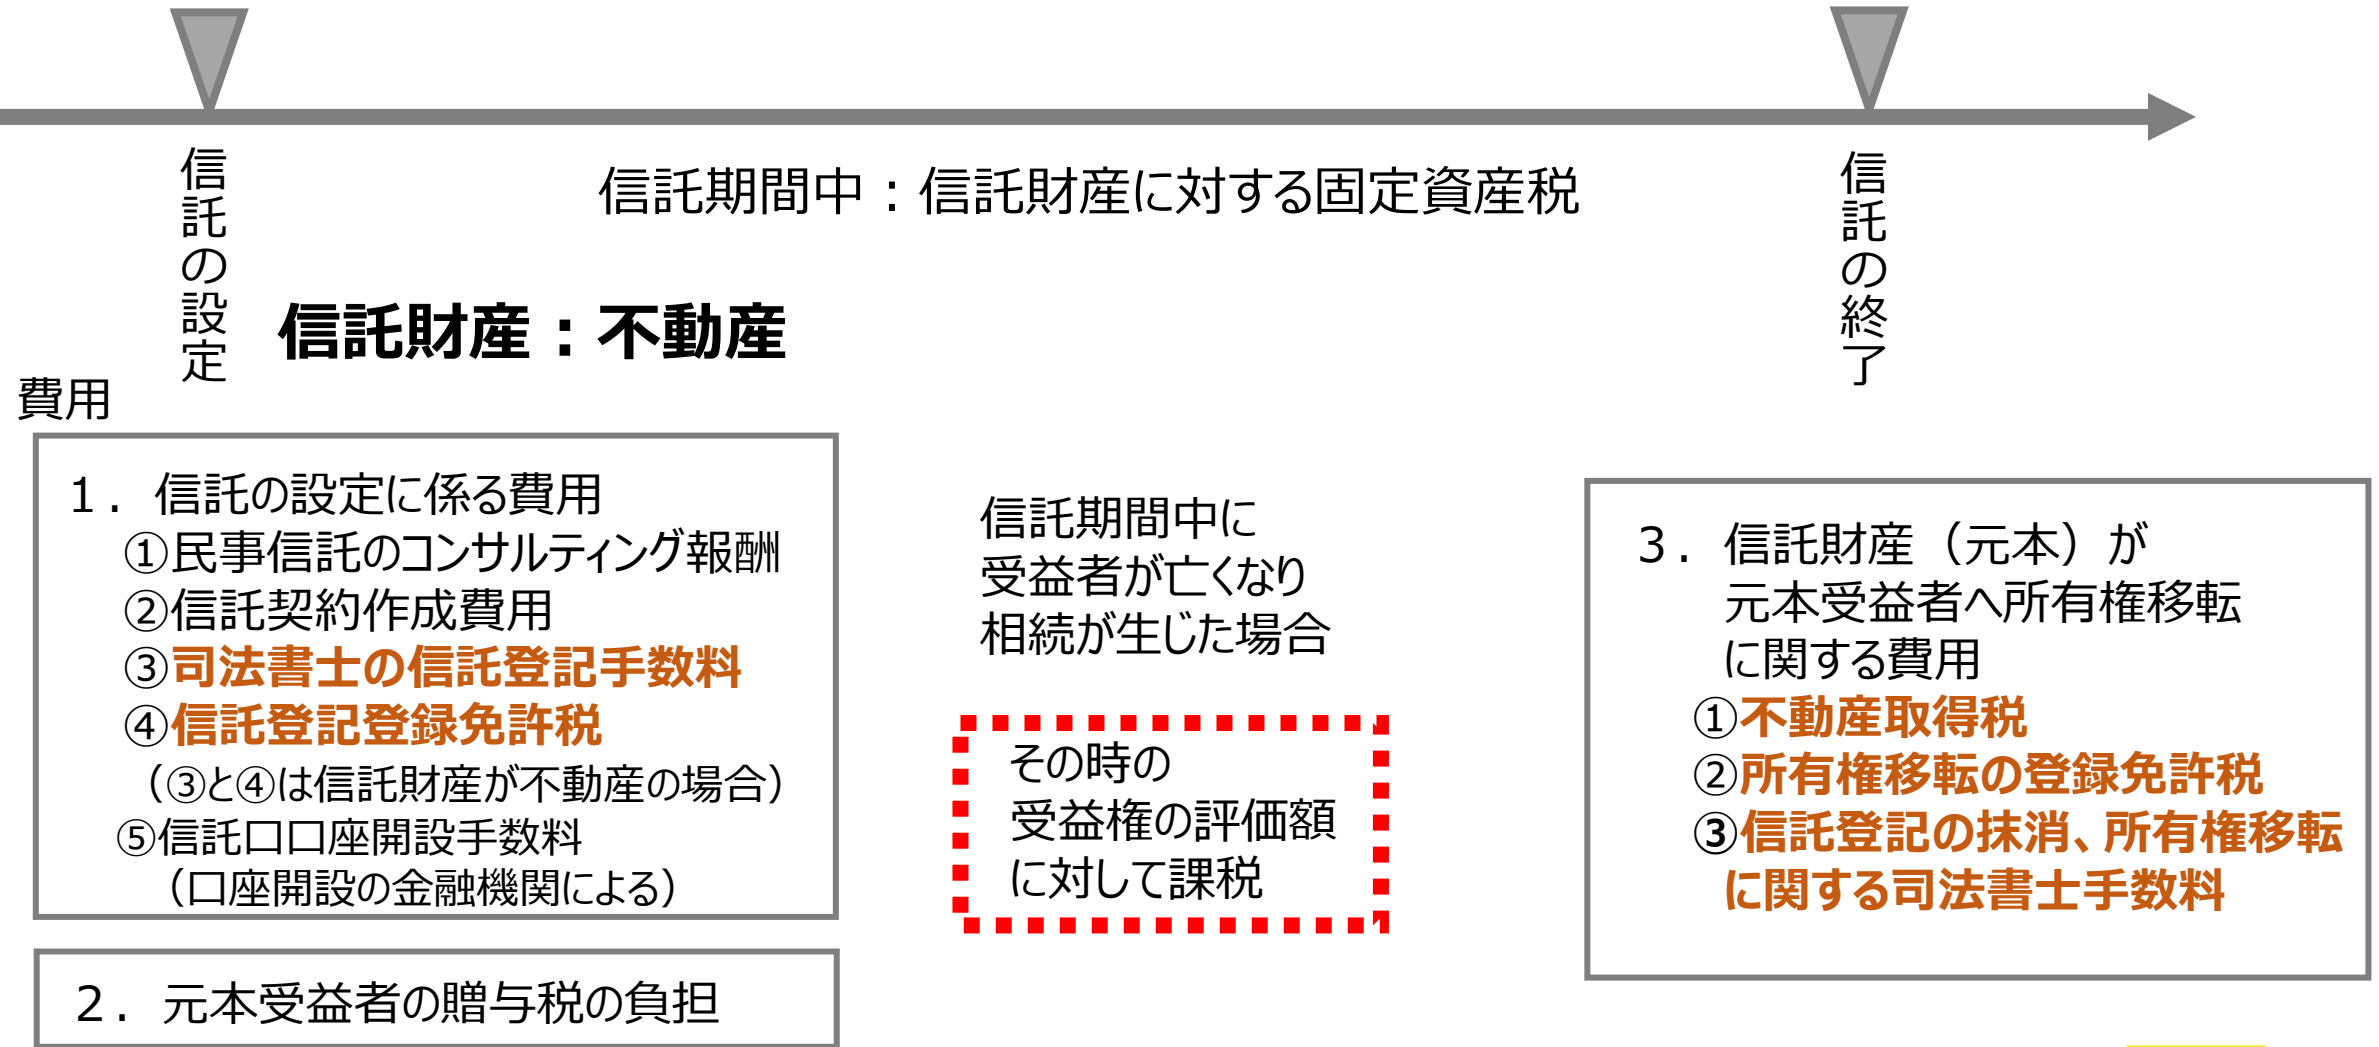 信託の設定
信託期間中：信託財産に対する固定資産税
信託の終了
信託財産：不動産
費用
１．信託の設定に係る費用
①民事信託のコンサルティング報酬
②信託契約作成費用
③司法書士の信託登記手数料
④信託登記登録免許税
（③と④は信託財産が不動産の場合）
⑤信託口口座開設手数料
（口座開設の金融機関による）
２．元本受益者の贈与税の負担
信託期間中に
受益者が亡くなり
相続が生じた場合
その時の
受益権の評価額
に対して課税
３．信託財産（元本）が
元本受益者へ所有権移転
に関する費用
①不動産取得税
②所有権移転の登録免許税
③信託登記の抹消、所有権移転
に関する司法書士手数料